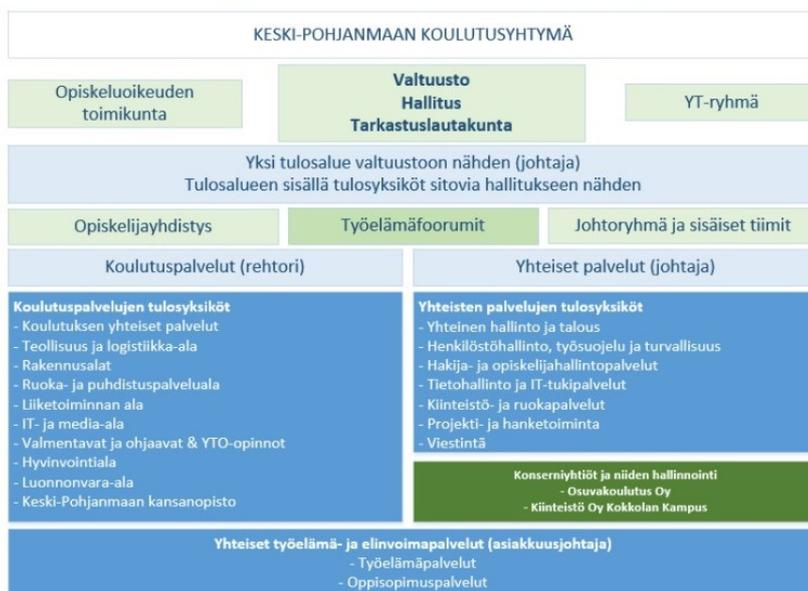 KESKI-POHJANMAAN KOULUTUSYHTYMÄ
Opiskeluoikeuden
toimikunta
Valtuusto
Hallitus
Tarkastuslautakunta
YT-ryhmä
Yksi tulosalue valtuustoon nähden (johtaja)
Tulosalueen sisällä tulosyksiköt sitovia hallitukseen nähden
Opiskelijayhdistys
Työelämäfoorumit
Johtoryhmä ja sisäiset tiimit
Koulutuspalvelut (rehtori)
Yhteiset palvelut (johtaja)
Koulutuspalvelujen tulosyksiköt
- Koulutuksen yhteiset palvelut
- Teollisuus ja logistiikka-ala
- Rakennusalat
- Ruoka- ja puhdistuspalveluala
- Liiketoiminnan ala
- IT- ja media-ala
- Valmentavat ja ohjaavat & YTO-opinnot
- Hyvinvointiala
- Luonnonvara-ala
- Keski-Pohjanmaan kansanopisto
Yhteisten palvelujen tulosyksiköt
- Yhteinen hallinto ja talous
- Henkilöstöhallinto, työsuojelu ja turvallisuus
- Hakija- ja opiskelijahallintopalvelut
- Tietohallinto ja IT-tukipalvelut
- Kiinteistö- ja ruokapalvelut
- Projekti- ja hanketoiminta
- Viestintä
Konserniyhtiöt ja niiden hallinnointi
- Osuvakoulutus Oy
- Kiinteistö Oy Kokkolan Kampus
Yhteiset työelämä- ja elinvoimapalvelut (asiakkuusjohtaja)
- Työelämäpalvelut
- Oppisopimuspalvelut